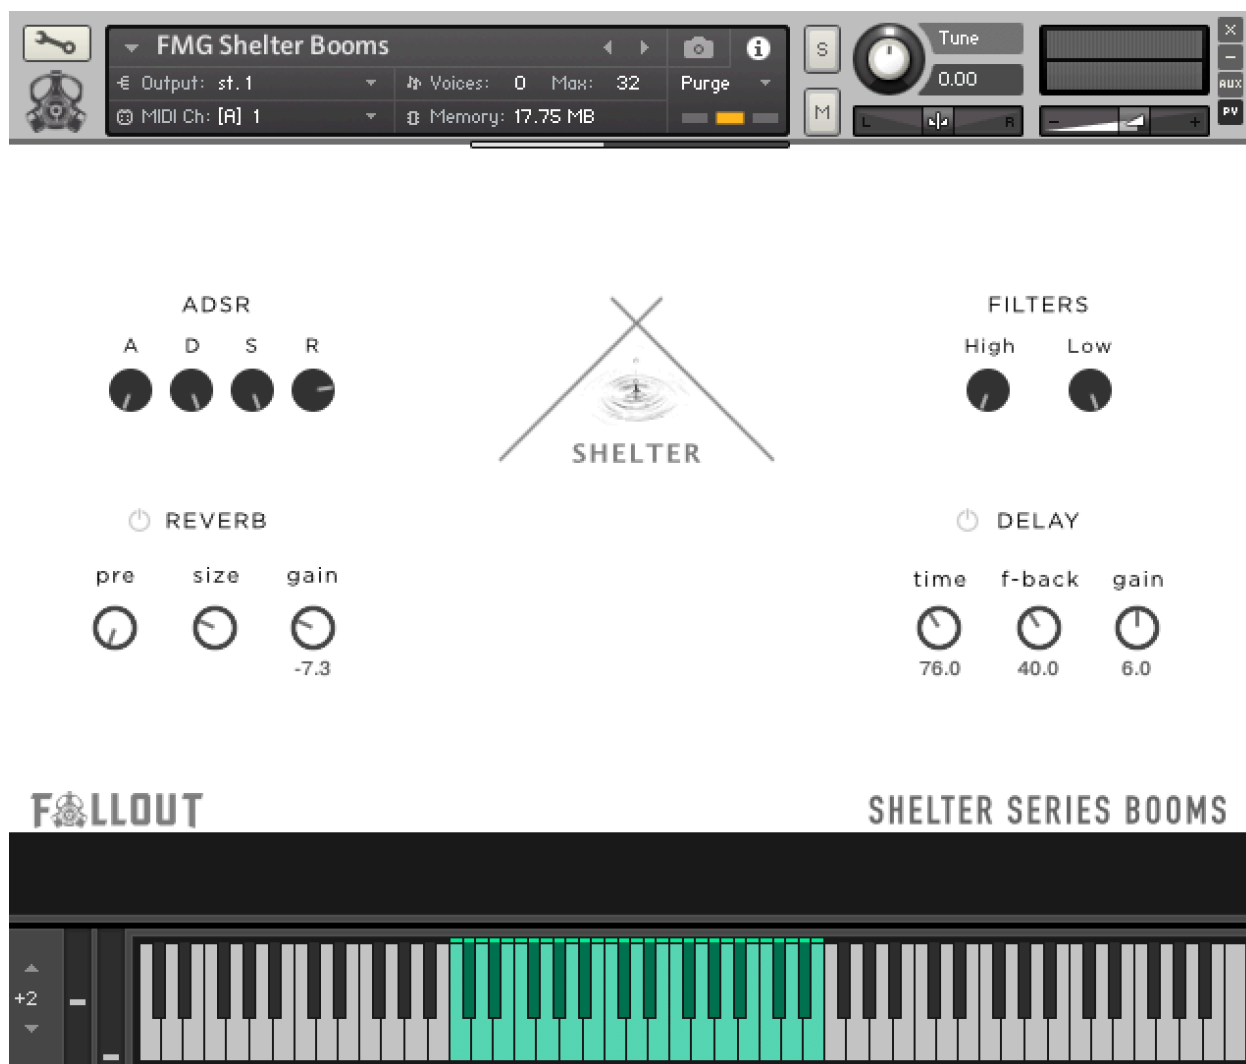 FMG Shelter Booms
S
Tune
×
Output: st. 1
Voices: 0 Max: 32
Purge
0.00
AUX
MIDI Ch: [A] 1
Memory: 17.75 MB
M
L
R
−
+
PV
ADSR
FILTERS
A D S R
High Low
SHELTER
REVERB
DELAY
pre size gain
time f-back gain
-7.3
76.0 40.0 6.0
FALLOUT
SHELTER SERIES BOOMS
+2